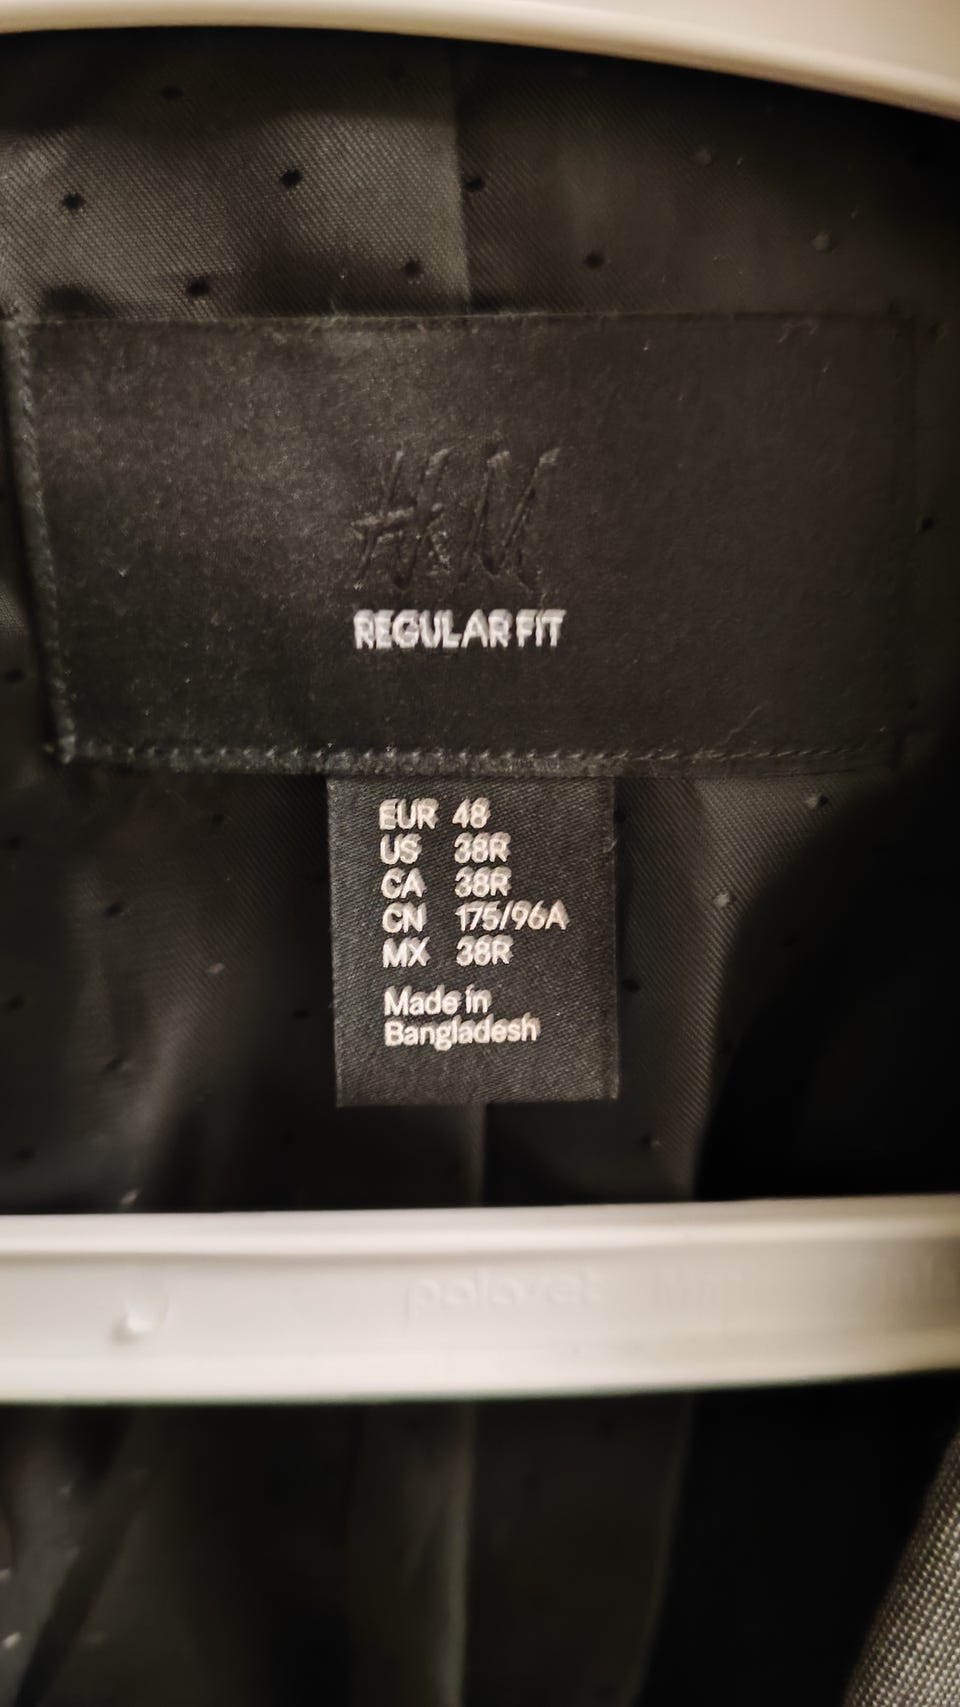 H&M
REGULAR FIT
EUR 48
US 38R
CA 38R
CN 175/96A
MX 38R
Made in
Bangladesh